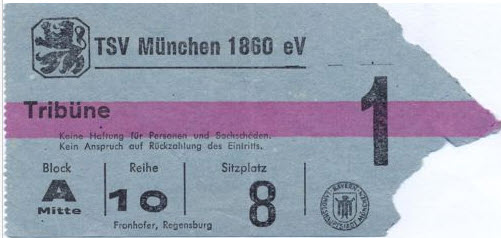 TSV München 1860 eV
1
Tribüne
Keine Haftung für Personen und Sachschäden.
Kein Anspruch auf Rückzahlung des Eintritts.
Block Reihe Sitzplatz
A 10 8
Mitte
Fronhofer, Regensburg